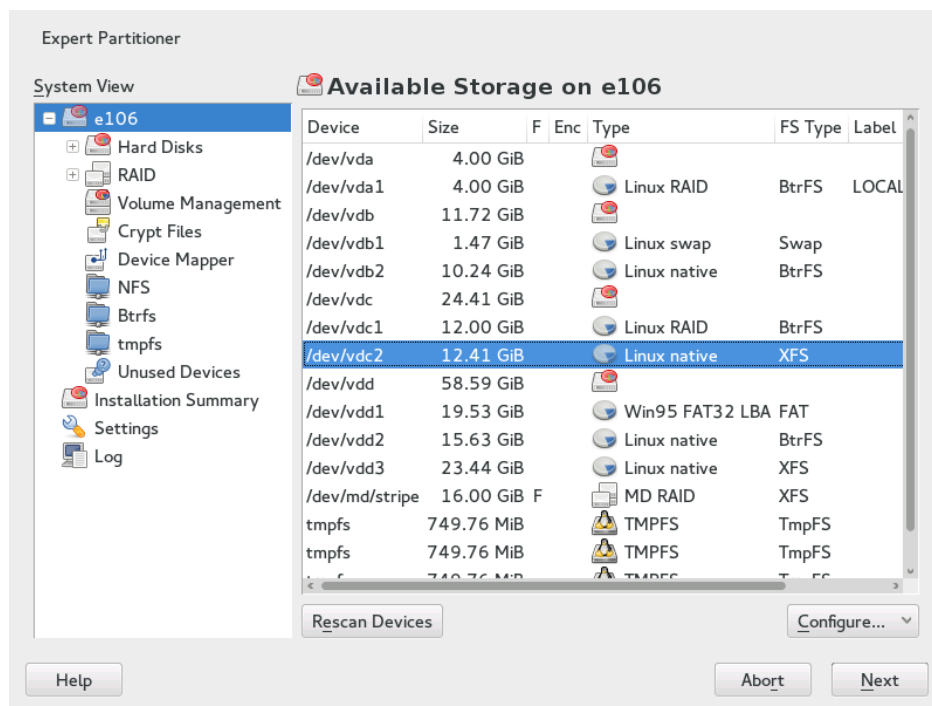 Expert Partitioner
System View
e106
Hard Disks
RAID
Volume Management
Crypt Files
Device Mapper
NFS
Btrfs
tmpfs
Unused Devices
Installation Summary
Settings
Log
Available Storage on e106
Device Size F Enc Type FS Type Label
/dev/vda 4.00 GiB
/dev/vda1 4.00 GiB Linux RAID BtrFS LOCAL
/dev/vdb 11.72 GiB
/dev/vdb1 1.47 GiB Linux swap Swap
/dev/vdb2 10.24 GiB Linux native BtrFS
/dev/vdc 24.41 GiB
/dev/vdc1 12.00 GiB Linux RAID BtrFS
/dev/vdc2 12.41 GiB Linux native XFS
/dev/vdd 58.59 GiB
/dev/vdd1 19.53 GiB Win95 FAT32 LBA FAT
/dev/vdd2 15.63 GiB Linux native BtrFS
/dev/vdd3 23.44 GiB Linux native XFS
/dev/md/stripe 16.00 GiB F MD RAID XFS
tmpfs 749.76 MiB TMPFS TmpFS
tmpfs 749.76 MiB TMPFS TmpFS
Rescan Devices
Configure...
Help
Abort
Next